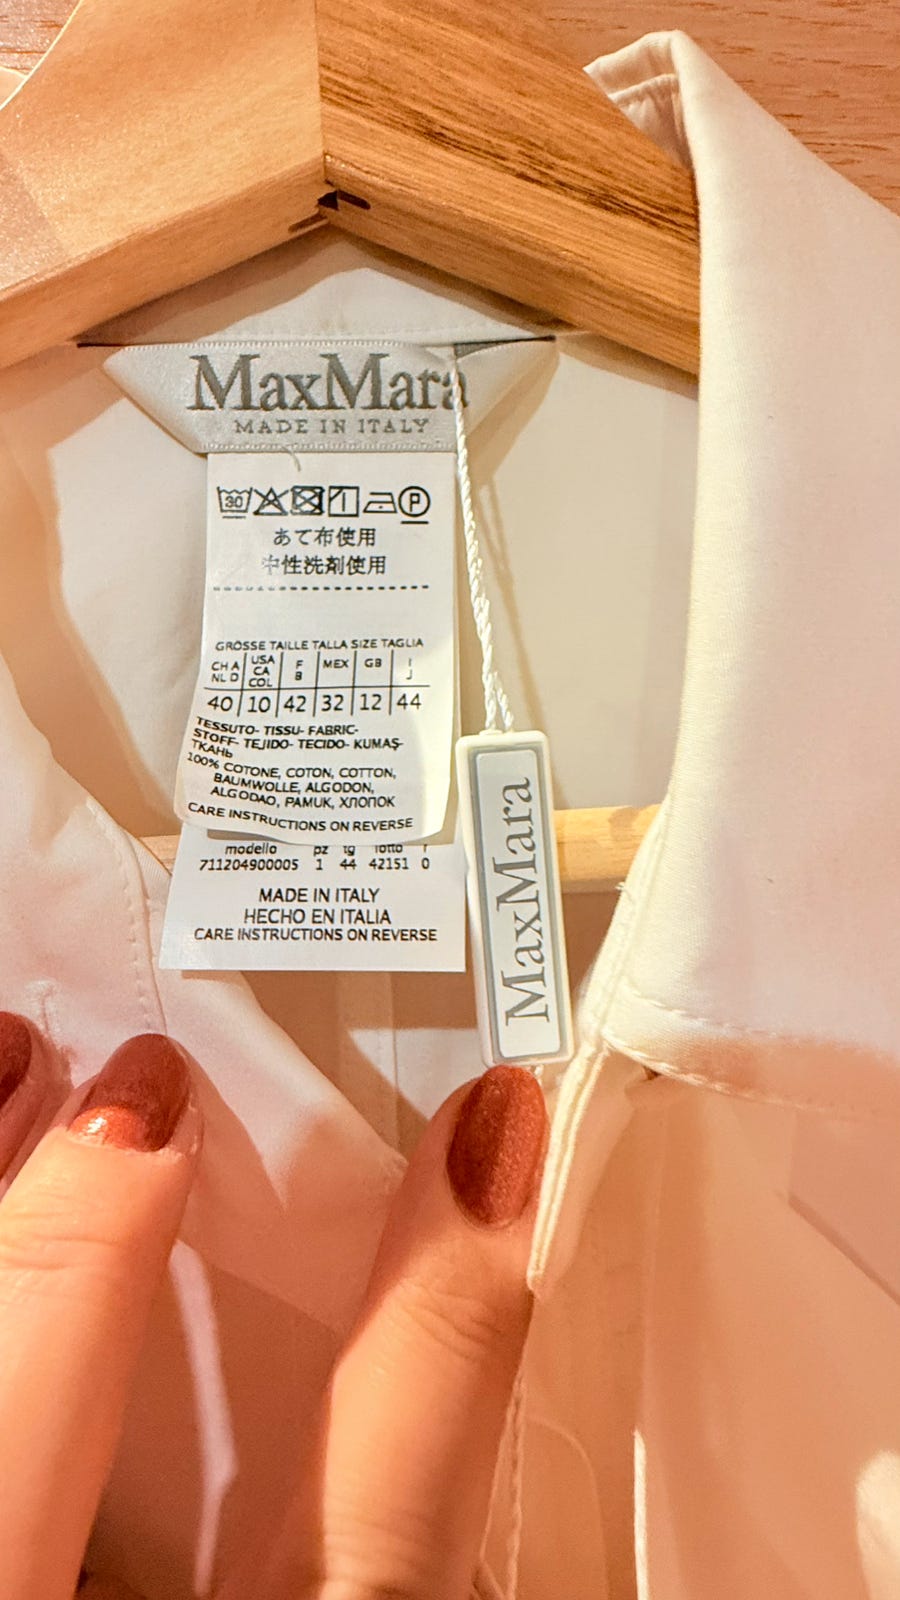 MaxMara
MADE IN ITALY
30 P
あて布使用
中性洗剤使用
GRÖSSE TAILLE TALLA SIZE TAGLIA
CH A NL D USA CA COL F B MEX GB I J
40 10 42 32 12 44
TESSUTO- TISSU- FABRIC-
STOFF- TEJIDO- TECIDO- KUMAŞ-
ТКАНЬ
100% COTONE, COTON, COTTON,
BAUMWOLLE, ALGODON,
ALGODAO, PAMUK, ХЛОПОК
CARE INSTRUCTIONS ON REVERSE
modello pz tg lotto r
711204900005 1 44 42151 0
MADE IN ITALY
HECHO EN ITALIA
CARE INSTRUCTIONS ON REVERSE
MaxMara